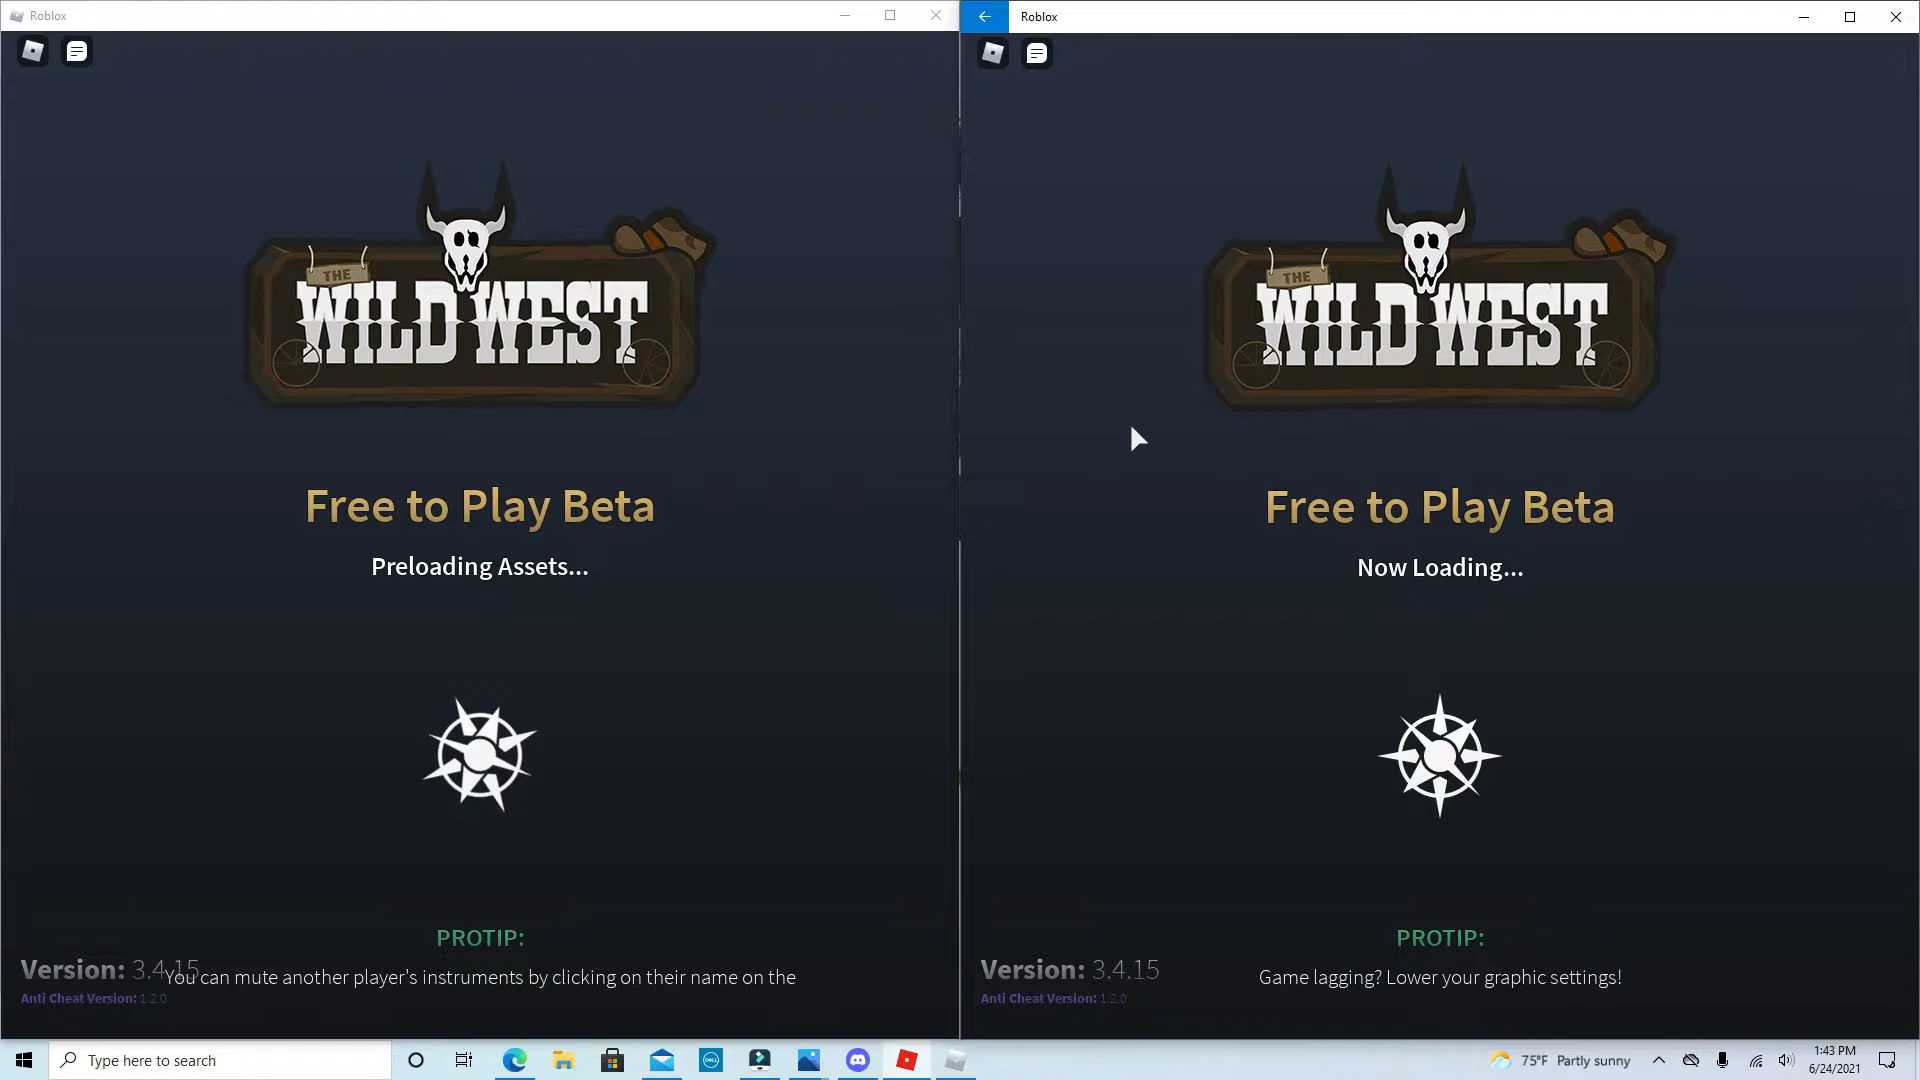 Roblox
THE
WILD WEST
Free to Play Beta
Preloading Assets...
PROTIP:
Version: 3.4.15
You can mute another player's instruments by clicking on their name on the
Anti Cheat Version: 1.2.0
Roblox
THE
WILD WEST
Free to Play Beta
Now Loading...
PROTIP:
Version: 3.4.15
Game lagging? Lower your graphic settings!
Anti Cheat Version: 1.2.0
Type here to search
DELL
75°F Partly sunny
1:43 PM
6/24/2021